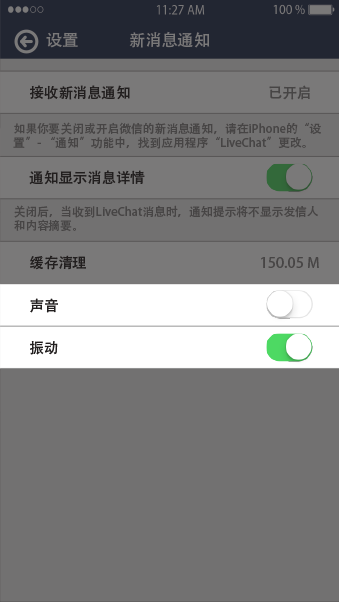 11:27 AM 100 %
设置 新消息通知
接收新消息通知 已开启
如果你要关闭或开启微信的新消息通知，请在iPhone的“设
置”-“通知”功能中，找到应用程序“LiveChat”更改。
通知显示消息详情
关闭后，当收到LiveChat消息时，通知提示将不显示发信人
和内容摘要。
缓存清理 150.05 M
声音
振动